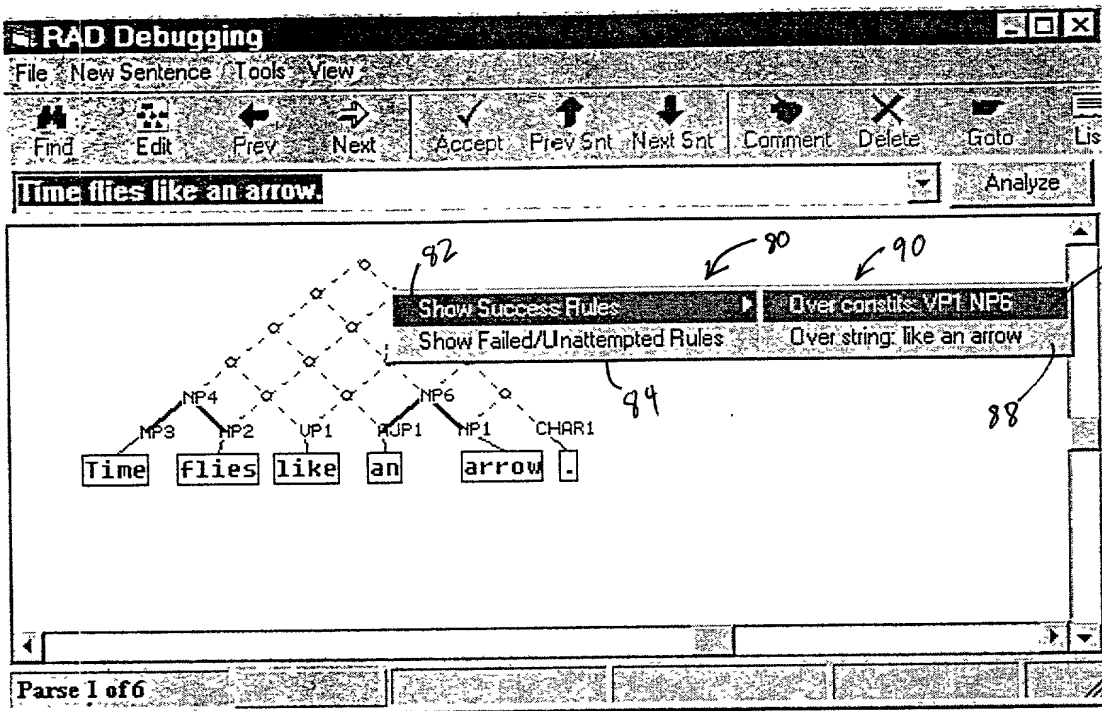 RAD Debugging
File New Sentence Tools View
Find Edit Prev Next Accept Prev Snt Next Snt Comment Delete Goto Lis
Time flies like an arrow. Analyze
82 80 90
Show Success Rules Over constits: VP1 NP6
Show Failed/Unattempted Rules Over string: like an arrow
84 88
NP4 NP6
NP3 NP2 VP1 AJP1 NP1 CHAR1
Time flies like an arrow .
Parse 1 of 6